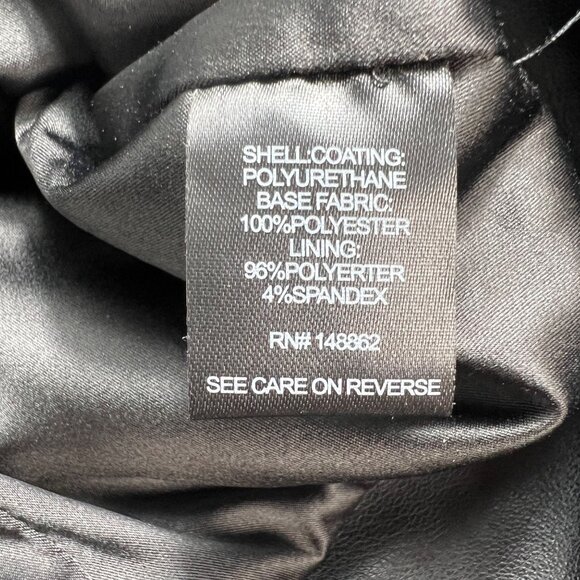 SHELL:COATING:
POLYURETHANE
BASE FABRIC:
100%POLYESTER
LINING:
96%POLYERTER
4%SPANDEX
RN# 148862
SEE CARE ON REVERSE